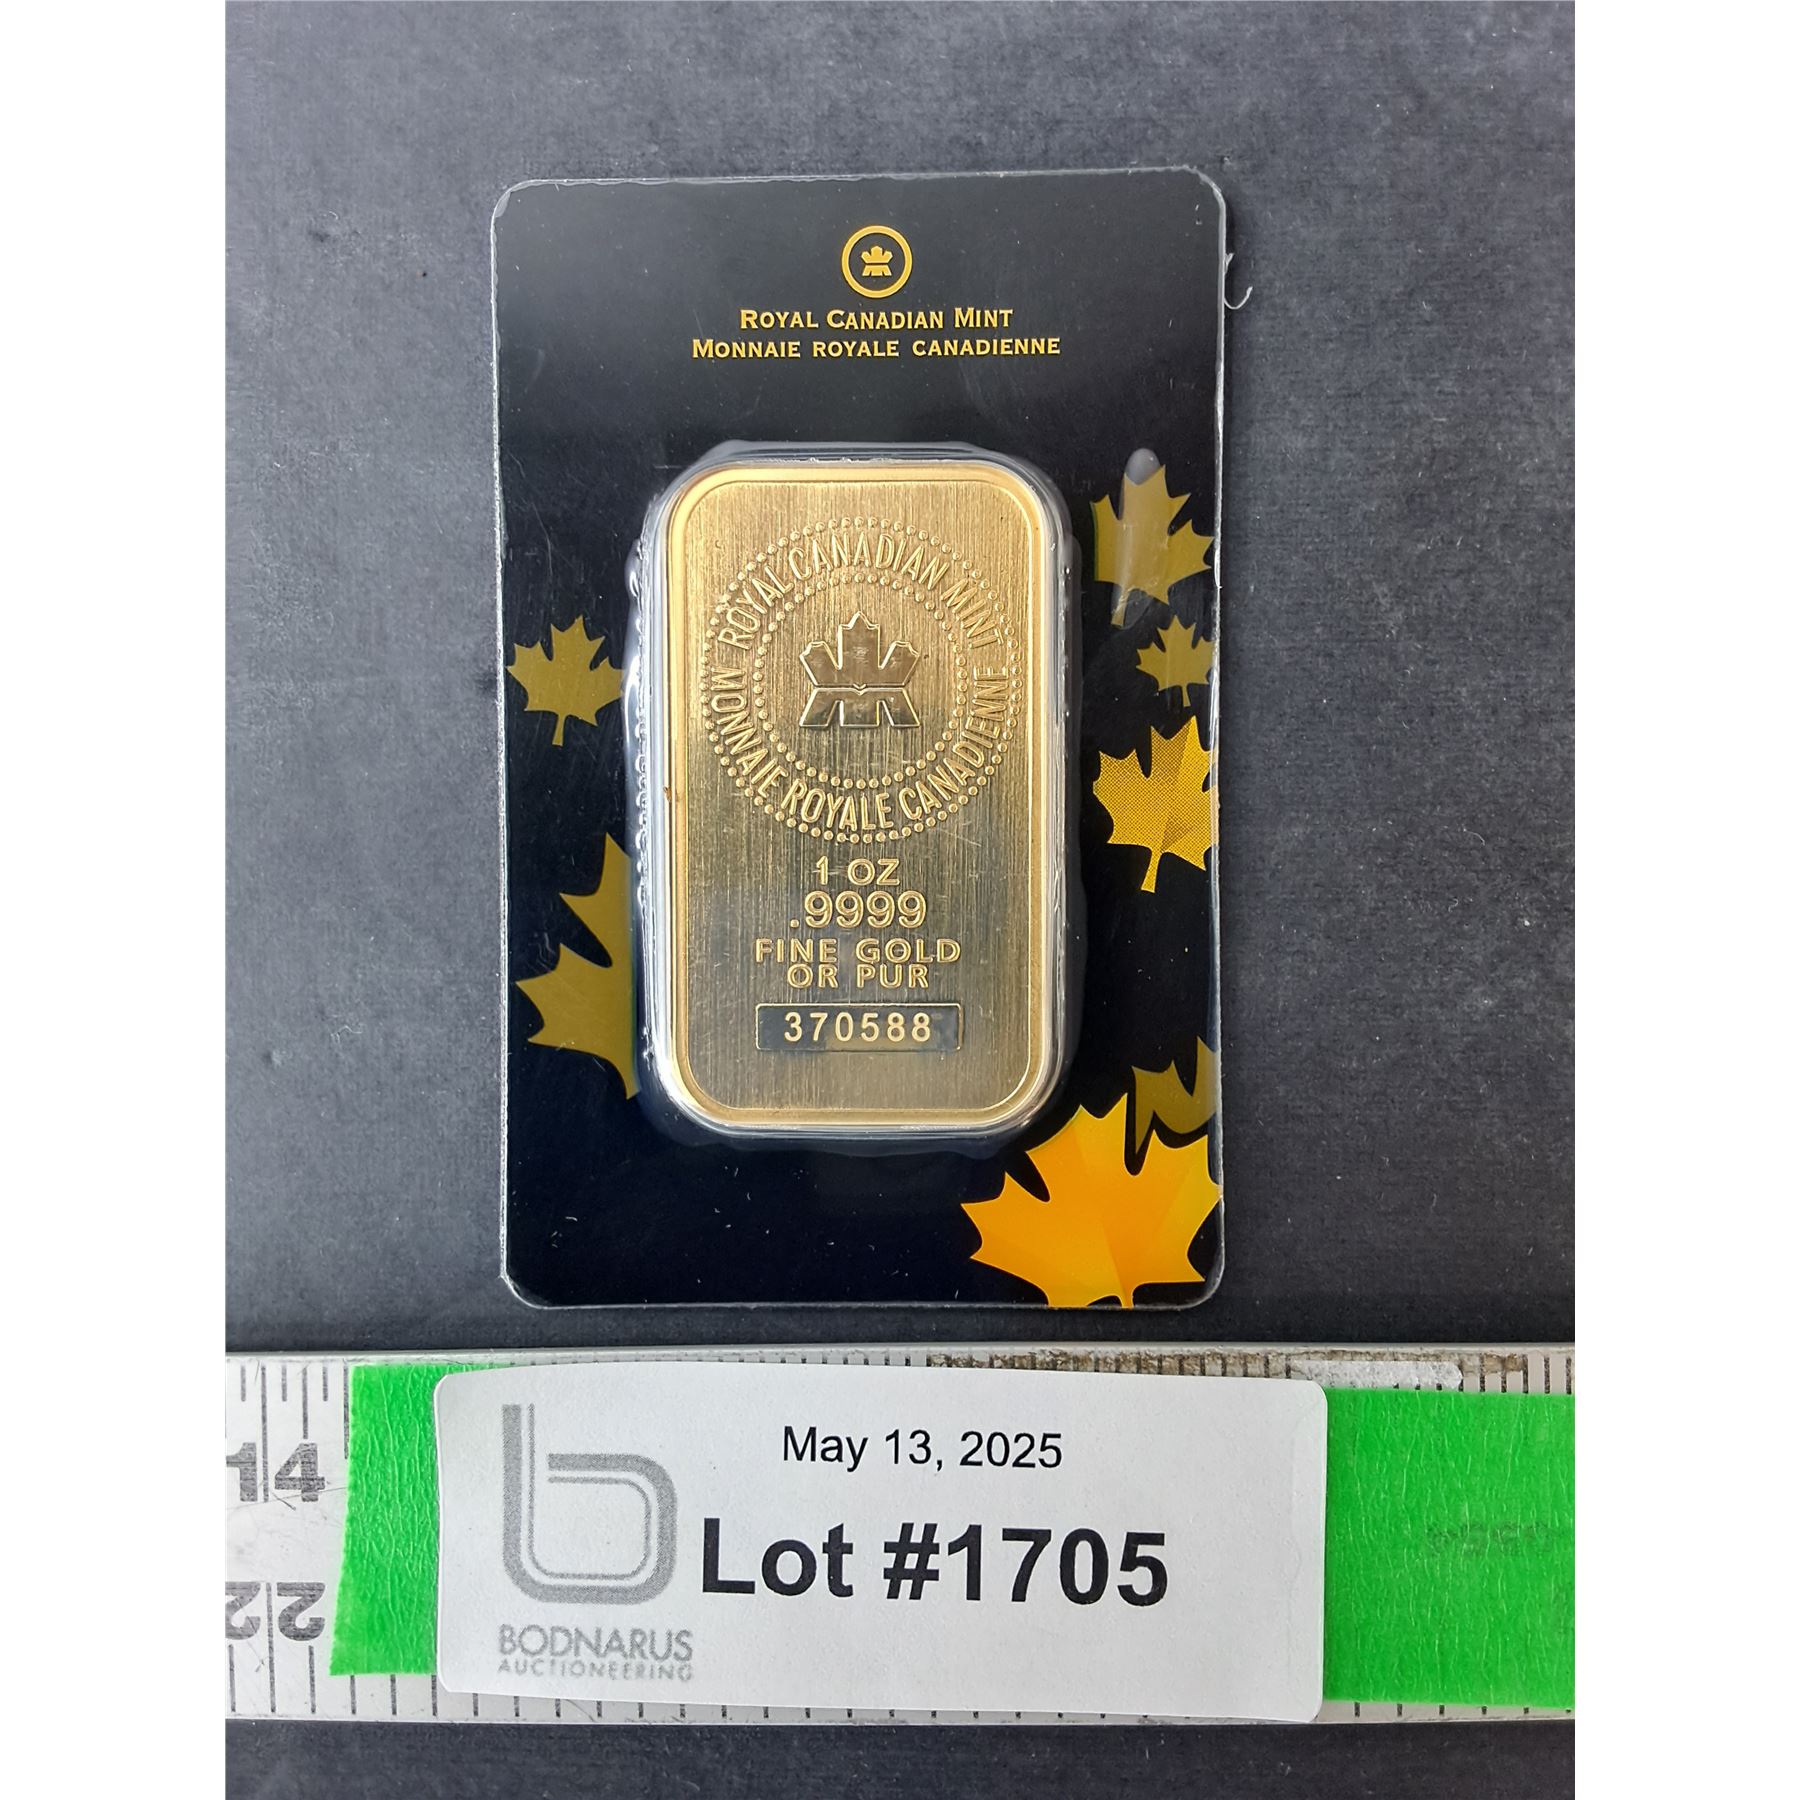 ROYAL CANADIAN MINT
MONNAIE ROYALE CANADIENNE
ROYAL CANADIAN MINT
MONNAIE ROYALE CANADIENNE
1 OZ
.9999
FINE GOLD
OR PUR
370588
14
22
May 13, 2025
Lot #1705
BODNARUS
AUCTIONEERING